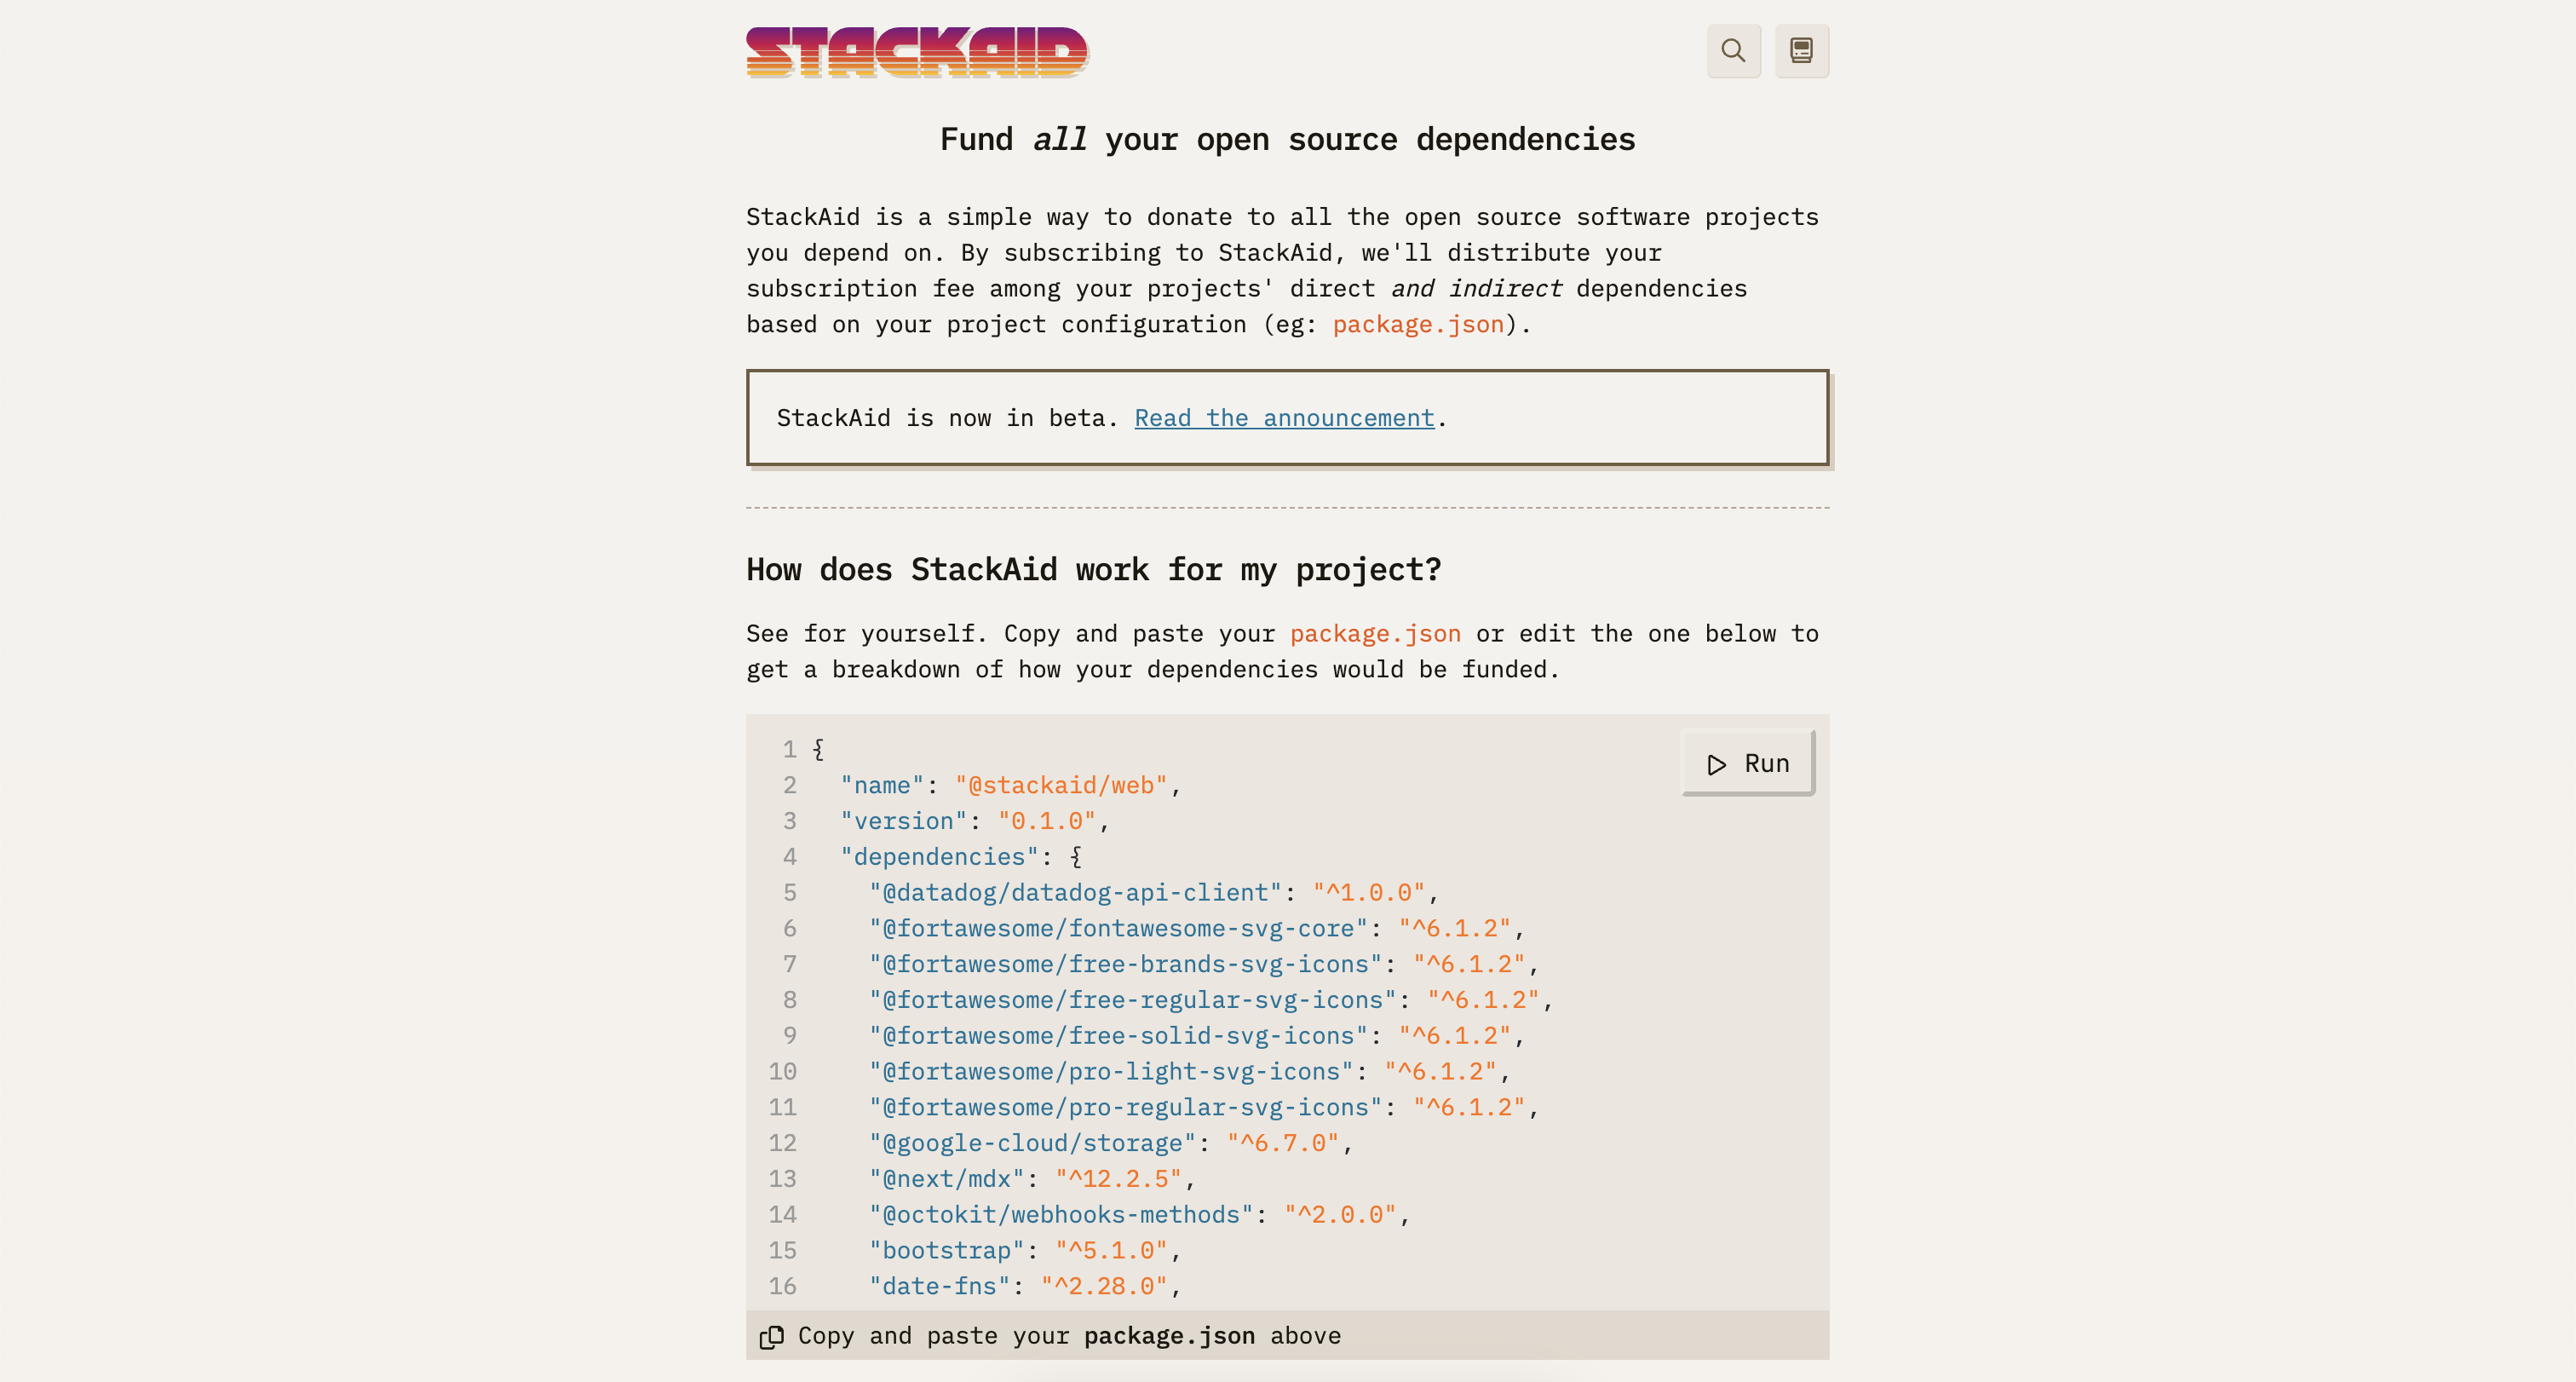 STACKAID
Fund all your open source dependencies
StackAid is a simple way to donate to all the open source software projects
you depend on. By subscribing to StackAid, we'll distribute your
subscription fee among your projects' direct and indirect dependencies
based on your project configuration (eg: package.json).
StackAid is now in beta. Read the announcement.
How does StackAid work for my project?
See for yourself. Copy and paste your package.json or edit the one below to
get a breakdown of how your dependencies would be funded.
Run
1 {
2 "name": "@stackaid/web",
3 "version": "0.1.0",
4 "dependencies": {
5 "@datadog/datadog-api-client": "^1.0.0",
6 "@fortawesome/fontawesome-svg-core": "^6.1.2",
7 "@fortawesome/free-brands-svg-icons": "^6.1.2",
8 "@fortawesome/free-regular-svg-icons": "^6.1.2",
9 "@fortawesome/free-solid-svg-icons": "^6.1.2",
10 "@fortawesome/pro-light-svg-icons": "^6.1.2",
11 "@fortawesome/pro-regular-svg-icons": "^6.1.2",
12 "@google-cloud/storage": "^6.7.0",
13 "@next/mdx": "^12.2.5",
14 "@octokit/webhooks-methods": "^2.0.0",
15 "bootstrap": "^5.1.0",
16 "date-fns": "^2.28.0",
Copy and paste your package.json above